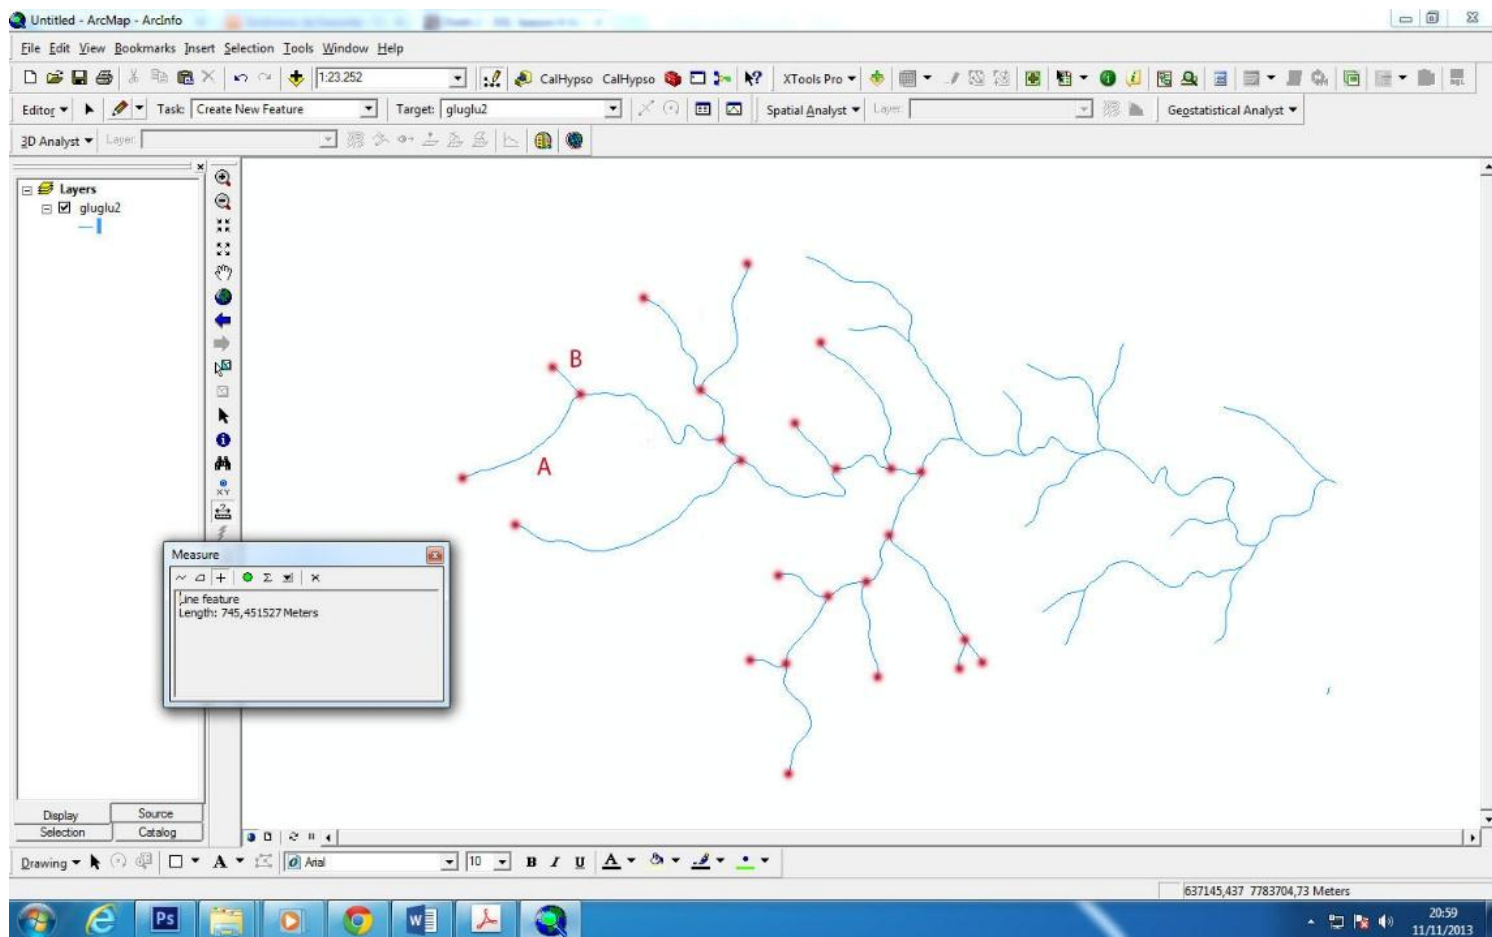 Untitled - ArcMap - ArcInfo
File Edit View Bookmarks Insert Selection Tools Window Help
1:23.252 CalHypso CalHypso XTools Pro
Editor Task: Create New Feature Target: gluglu2 Spatial Analyst Layer: Geostatistical Analyst
3D Analyst Layer:
Layers
gluglu2
B
A
XY
Measure
Line feature
Length: 745,451527 Meters
Display Source
Selection Catalog
Drawing A Arial 10 B I U A
637145,437 7783704,73 Meters
Ps
20:59
11/11/2013